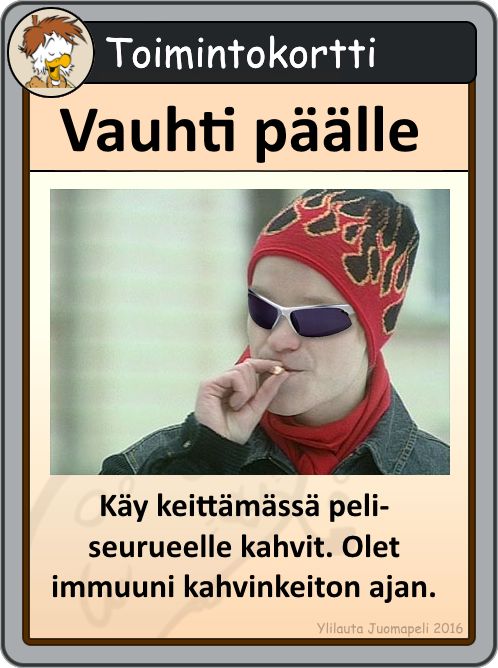 Toimintokortti
Vauhti päälle
Käy keittämässä peli-
seurueelle kahvit. Olet
immuuni kahvinkeiton ajan.
Ylilauta Juomapeli 2016